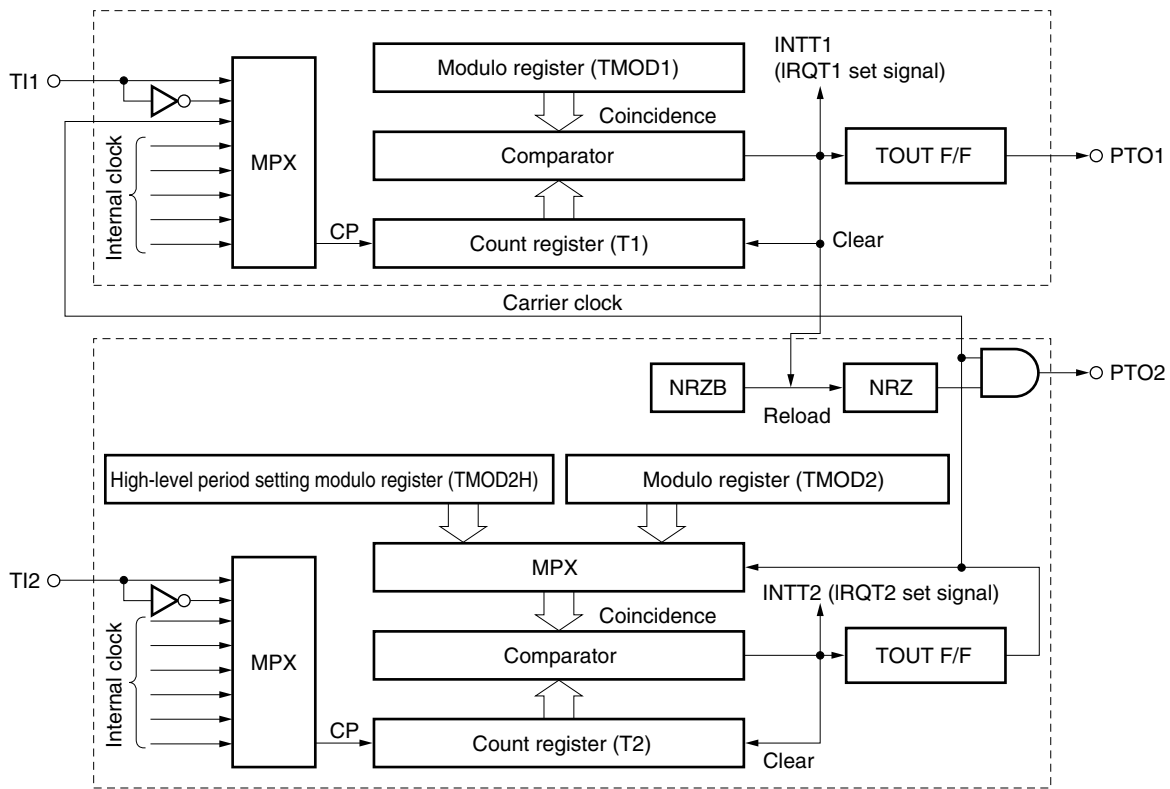 INTT1
(IRQT1 set signal)
TI1
Modulo register (TMOD1)
Coincidence
MPX
Comparator
TOUT F/F
PTO1
Internal clock
CP
Count register (T1)
Clear
Carrier clock
NRZB
Reload
NRZ
PTO2
High-level period setting modulo register (TMOD2H)
Modulo register (TMOD2)
TI2
MPX
INTT2 (IRQT2 set signal)
Coincidence
MPX
Comparator
TOUT F/F
Internal clock
CP
Count register (T2)
Clear